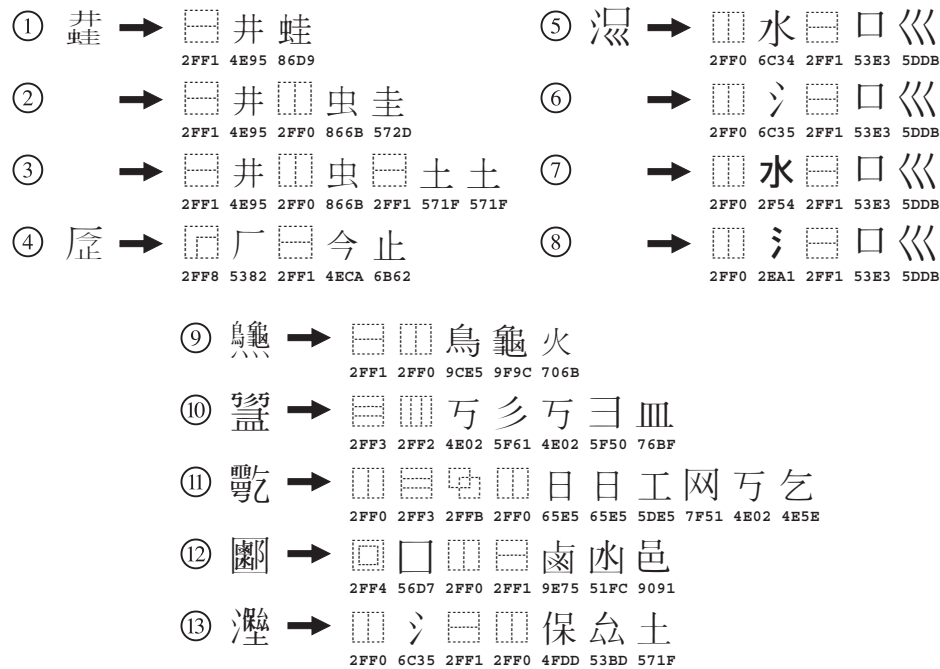 ① ➡ ⿱ 井 蛙
2FF1 4E95 86D9
② ➡ ⿱ 井 ⿰ 虫 圭
2FF1 4E95 2FF0 866B 572D
③ ➡ ⿱ 井 ⿰ 虫 ⿱ 土 土
2FF1 4E95 2FF0 866B 2FF1 571F 571F
④ ➡ ⿸ 厂 ⿱ 今 止
2FF8 5382 2FF1 4ECA 6B62
⑤ ➡ ⿰ 水 ⿱ 口 巛
2FF0 6C34 2FF1 53E3 5DDB
⑥ ➡ ⿰ 氵 ⿱ 口 巛
2FF0 6C35 2FF1 53E3 5DDB
⑦ ➡ ⿰ ⽔ ⿱ 口 巛
2FF0 2F54 2FF1 53E3 5DDB
⑧ ➡ ⿰ ⺡ ⿱ 口 巛
2FF0 2EA1 2FF1 53E3 5DDB
⑨ ➡ ⿱ ⿰ 鳥 龜 火
2FF1 2FF0 9CE5 9F9C 706B
⑩ ➡ ⿳ ⿲ 丂 彡 丂 彐 皿
2FF3 2FF2 4E02 5F61 4E02 5F50 76BF
⑪ ➡ ⿰ ⿳ ⿻ ⿰ 日 日 工 网 丂 乞
2FF0 2FF3 2FFB 2FF0 65E5 65E5 5DE5 7F51 4E02 4E5E
⑫ ➡ ⿴ 囗 ⿰ ⿱ 鹵 凼 邑
2FF4 56D7 2FF0 2FF1 9E75 51FC 9091
⑬ ➡ ⿰ 氵 ⿱ ⿰ 保 厽 土
2FF0 6C35 2FF1 2FF0 4FDD 53BD 571F